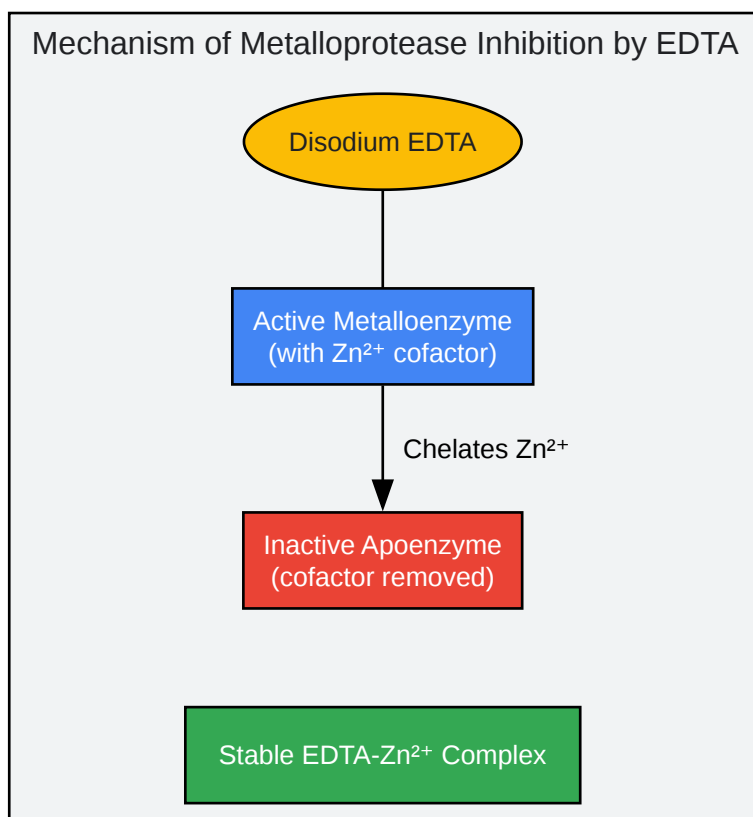 Mechanism of Metalloprotease Inhibition by EDTA
Disodium EDTA
Active Metalloenzyme
(with Zn²⁺ cofactor)
Chelates Zn²⁺
Inactive Apoenzyme
(cofactor removed)
Stable EDTA-Zn²⁺ Complex